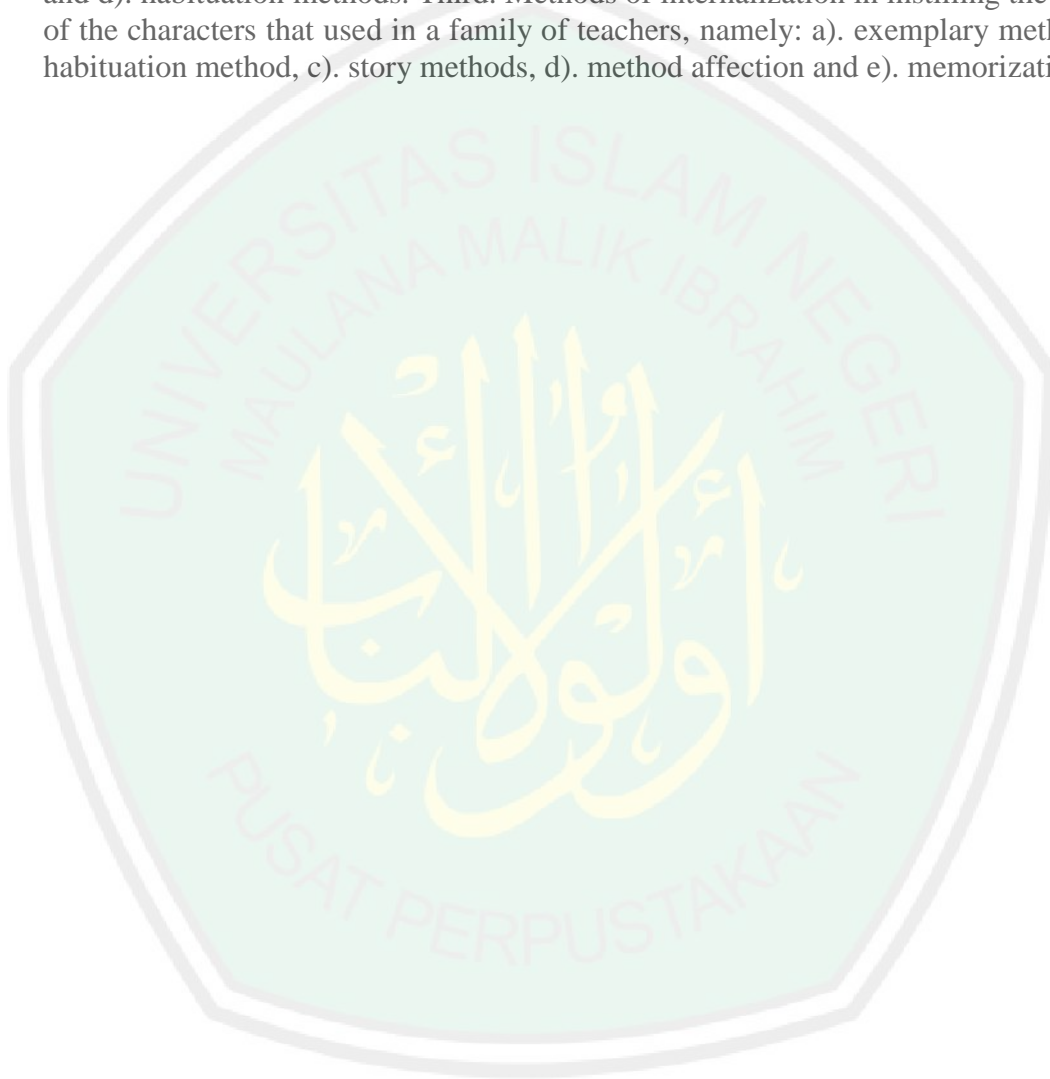 and d). habituation methods. Third. Methods of internalization in instilling the
of the characters that used in a family of teachers, namely: a). exemplary meth
habituation method, c). story methods, d). method affection and e). memorizati
UNIVERSITAS ISLAM NEGERI
MAULANA MALIK IBRAHIM
أولوا الألباب
PUSAT PERPUSTAKAAN